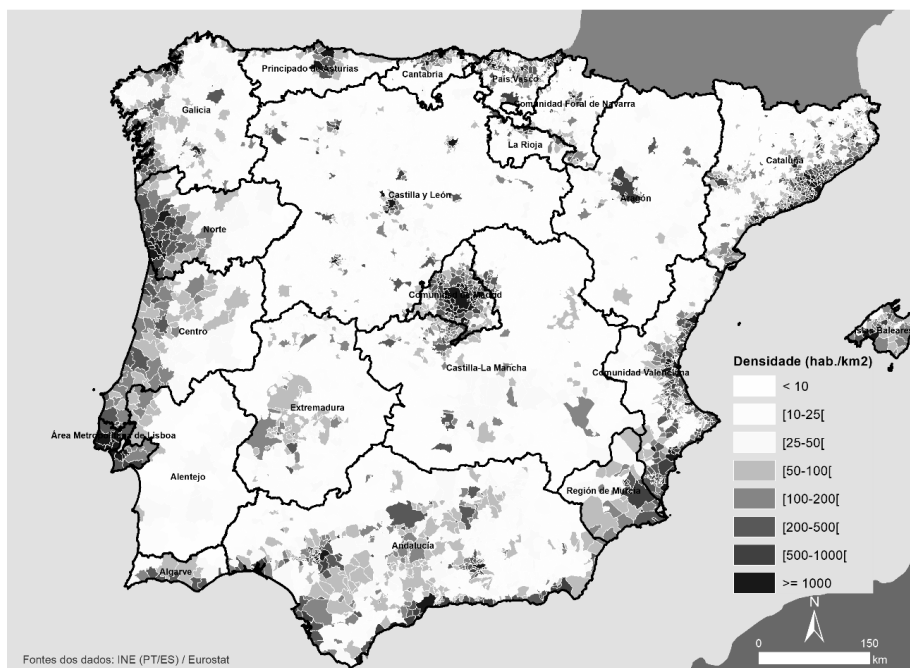 Principado de Asturias
Cantabria
País Vasco
Comunidad Foral de Navarra
Galicia
La Rioja
Cataluña
Castilla y León
Aragón
Norte
Comunidad de Madrid
Islas Baleares
Centro
Densidade (hab./km2)
Castilla-La Mancha
Comunidad Valenciana
< 10
Extremadura
[10-25[
Área Metropolitana de Lisboa
[25-50[
[50-100[
Alentejo
Región de Murcia
[100-200[
[200-500[
Andalucía
[500-1000[
Algarve
>= 1000
N
0 150
km
Fontes dos dados: INE (PT/ES) / Eurostat